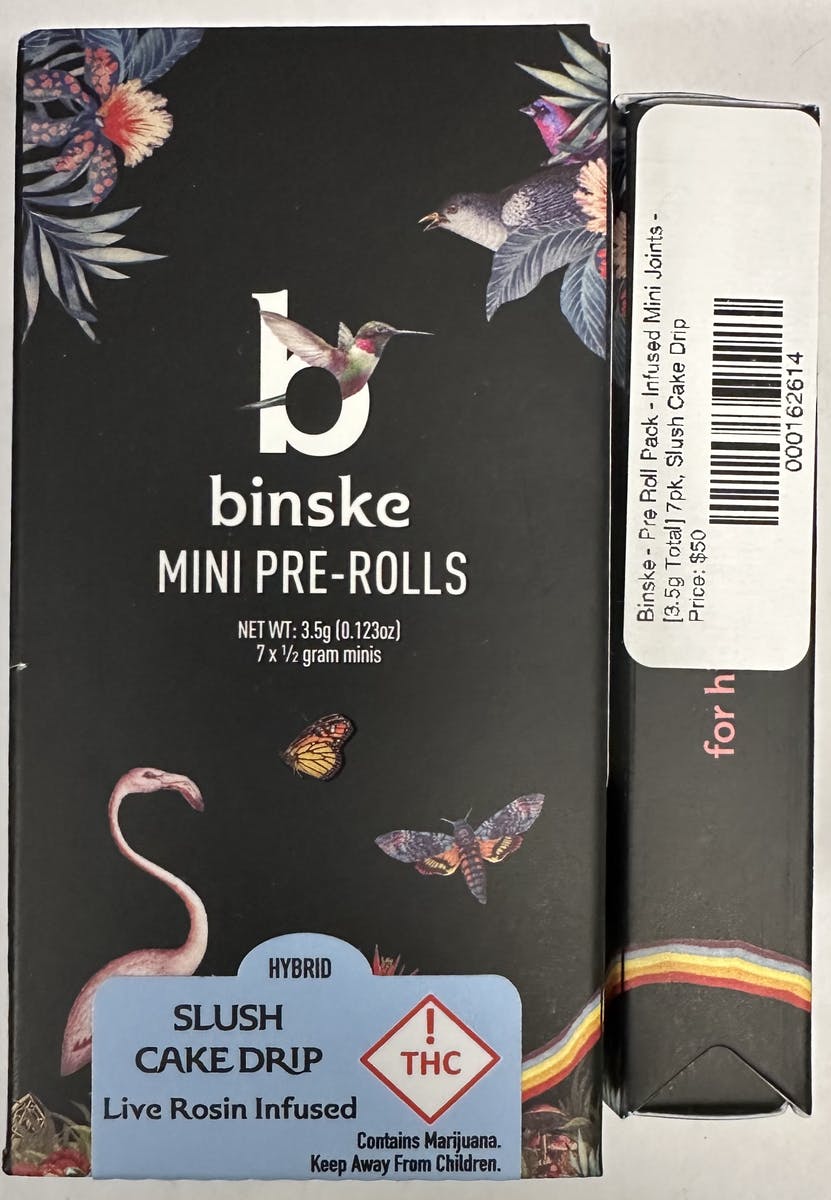 b
binske
MINI PRE-ROLLS
NET WT: 3.5g (0.123oz)
7 x 1/2 gram minis
HYBRID
SLUSH
CAKE DRIP
Live Rosin Infused
!
THC
Contains Marijuana.
Keep Away From Children.
Binske - Pre Roll Pack - Infused Mini Joints -
[3.5g Total] 7pk, Slush Cake Drip
Price: $50
000162614
for h